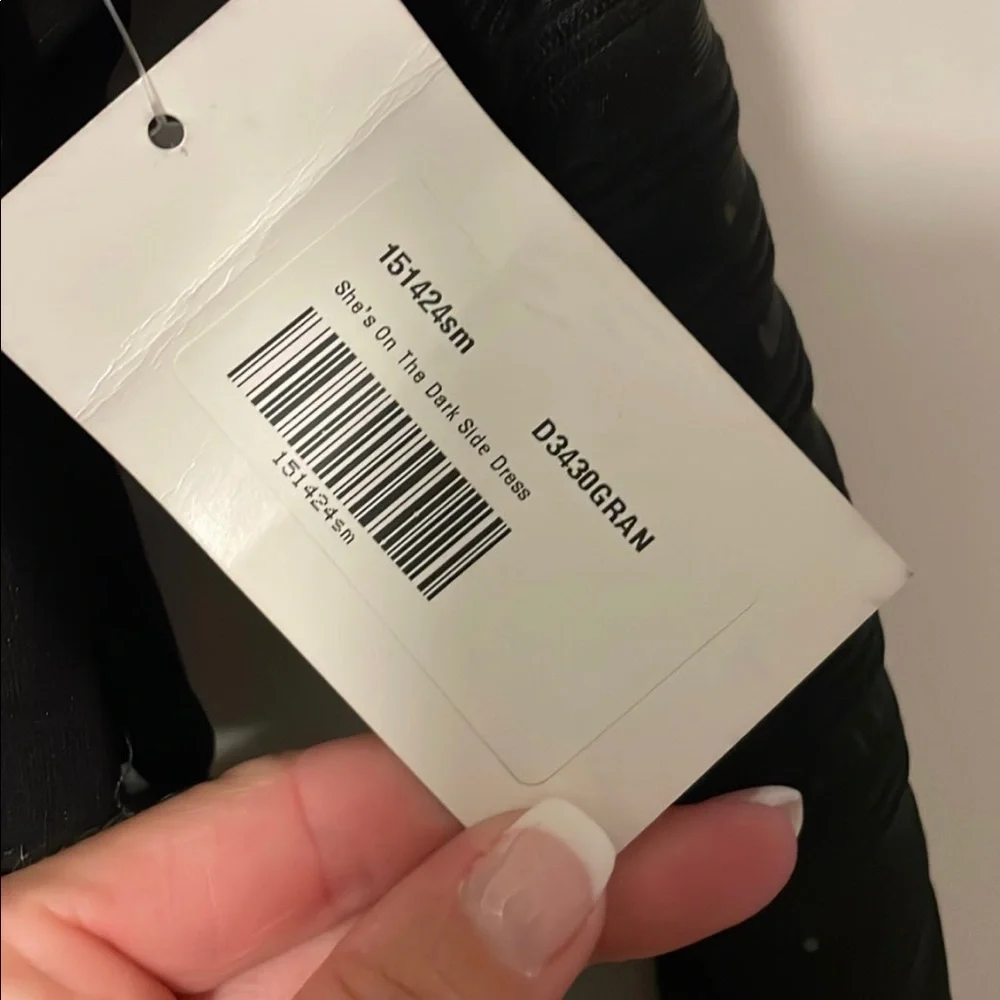 151424sm
D3430GRAN
She's On The Dark Side Dress
151424sm